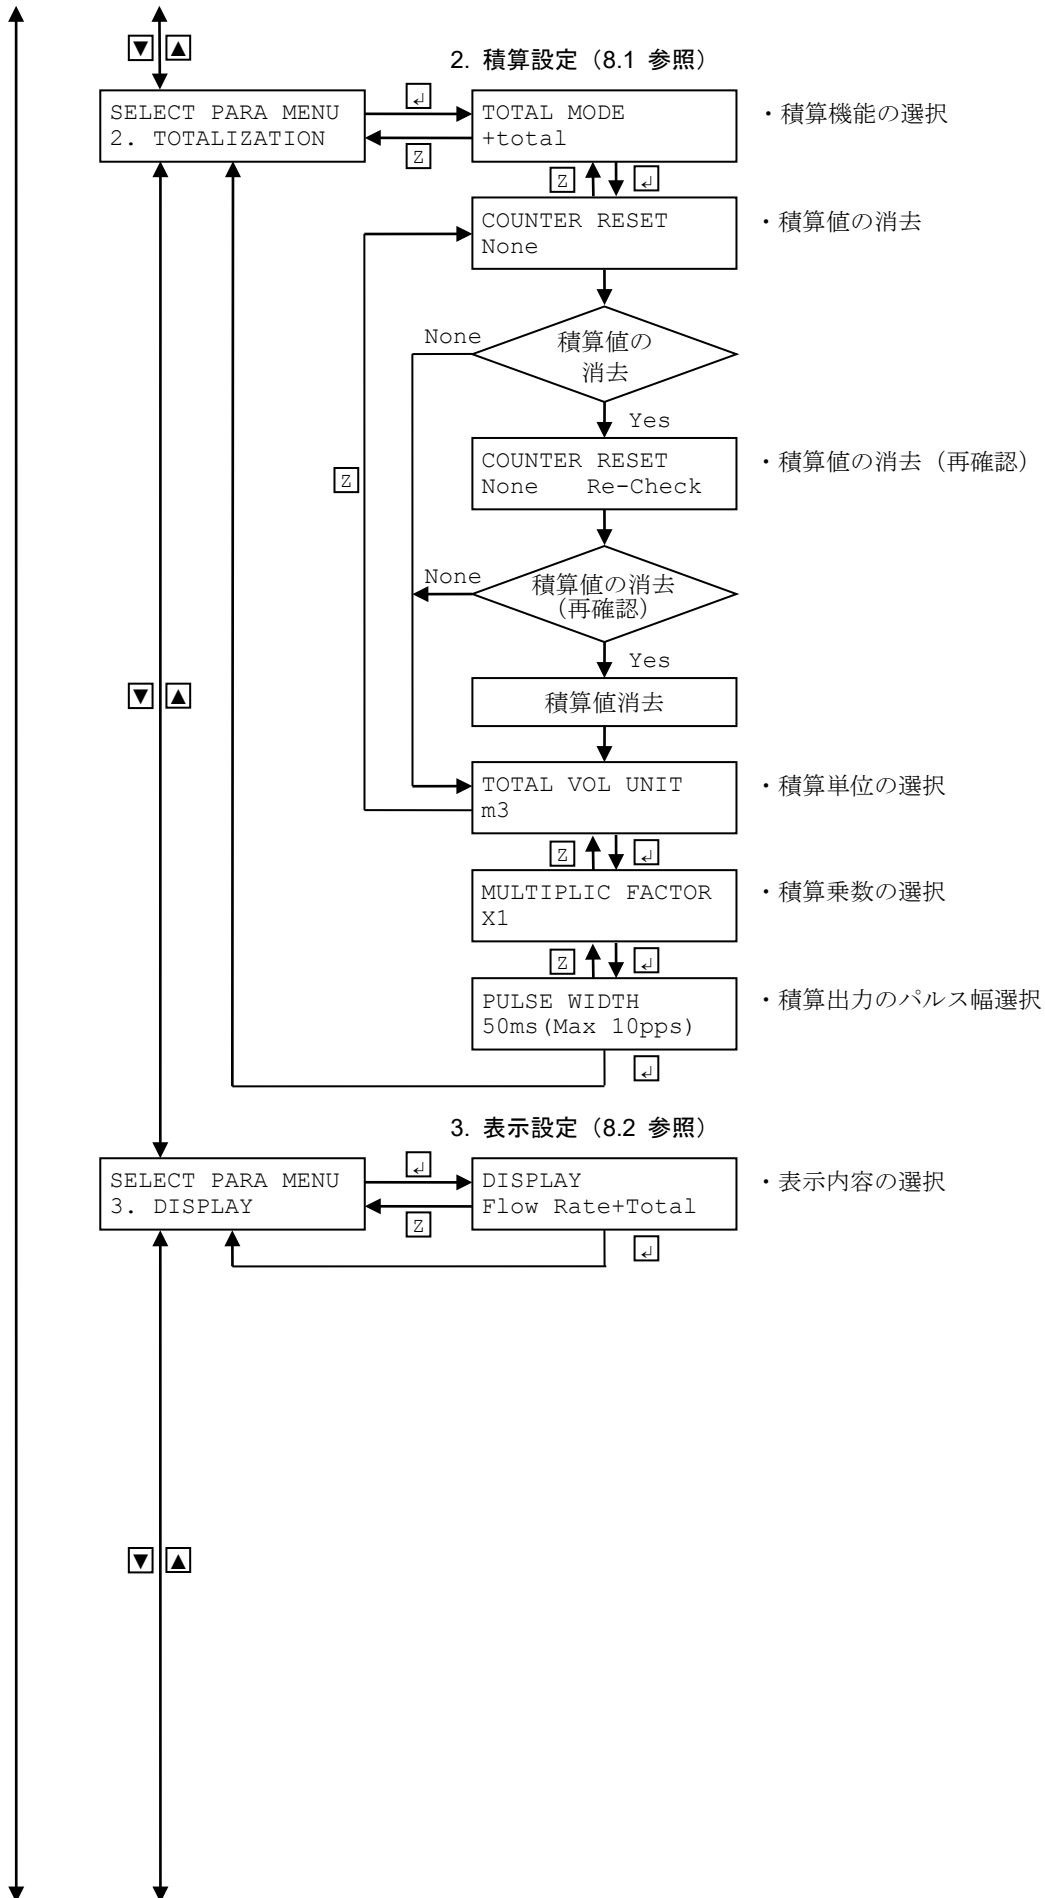 ▼ ▲
2. 積算設定（8.1 参照）
SELECT PARA MENU
2. TOTALIZATION
↵
Z
TOTAL MODE
+total
・積算機能の選択
Z ↵
COUNTER RESET
None
・積算値の消去
None
積算値の
消去
Yes
Z
COUNTER RESET
None Re-Check
・積算値の消去（再確認）
None
積算値の消去
（再確認）
Yes
▼ ▲
積算値消去
TOTAL VOL UNIT
m3
・積算単位の選択
Z ↵
MULTIPLIC FACTOR
X1
・積算乗数の選択
Z ↵
PULSE WIDTH
50ms(Max 10pps)
・積算出力のパルス幅選択
↵
3. 表示設定（8.2 参照）
SELECT PARA MENU
3. DISPLAY
↵
Z
DISPLAY
Flow Rate+Total
・表示内容の選択
↵
▼ ▲